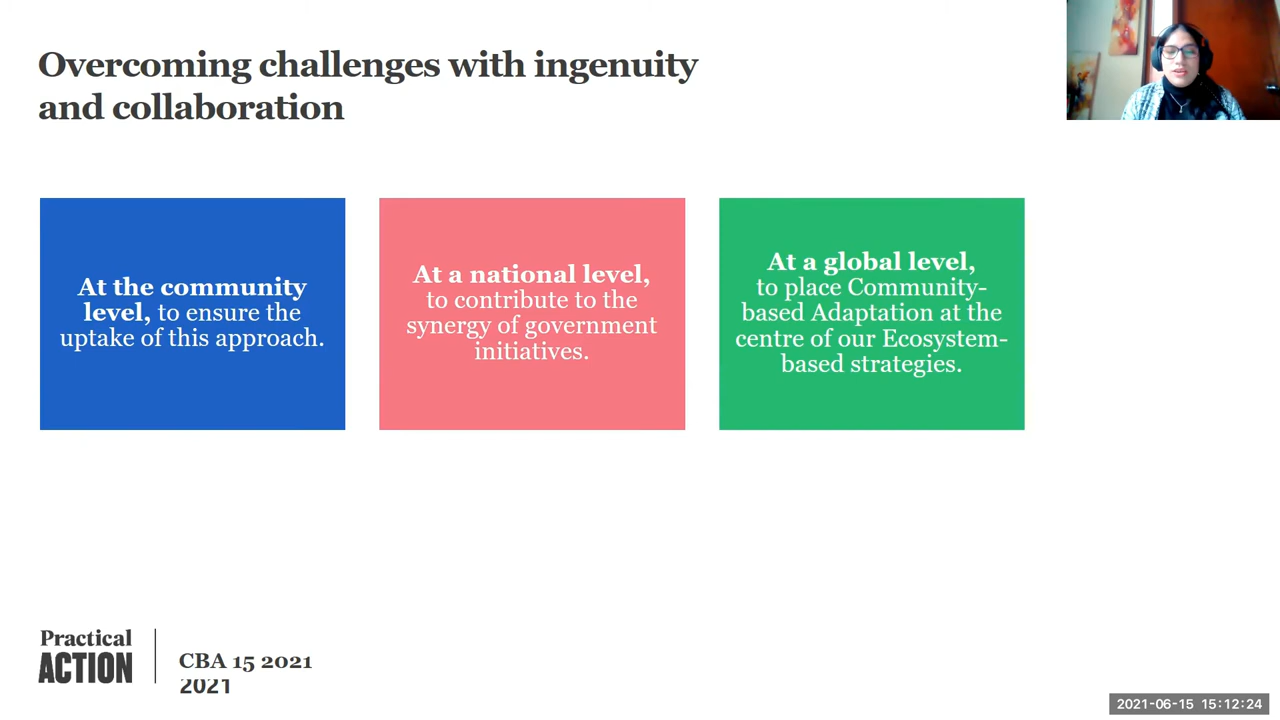 Overcoming challenges with ingenuity
and collaboration
At the community
level, to ensure the
uptake of this approach.
At a national level,
to contribute to the
synergy of government
initiatives.
At a global level,
to place Community-
based Adaptation at the
centre of our Ecosystem-
based strategies.
Practical
ACTION
CBA 15 2021
2021
2021-06-15 15:12:24